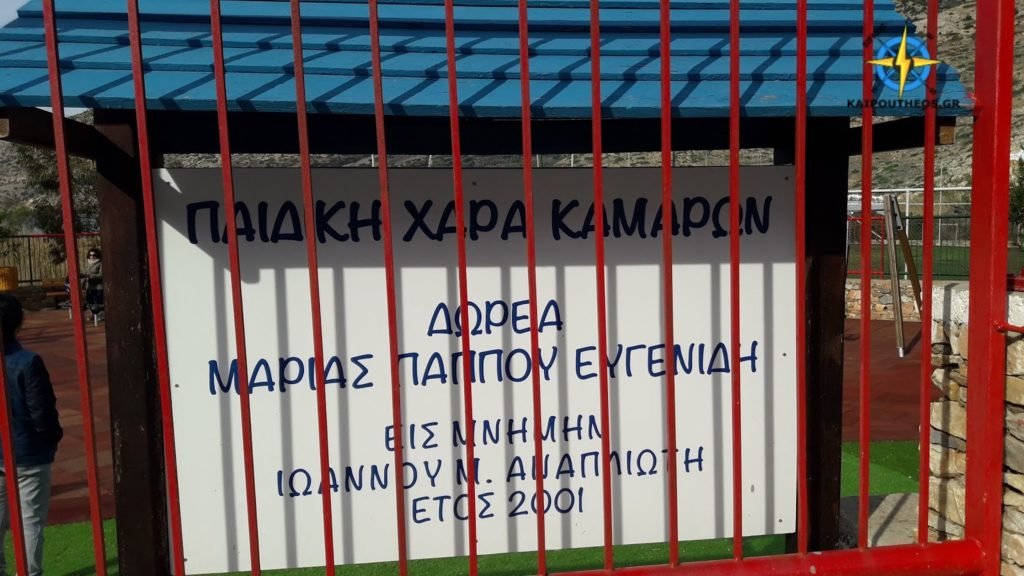 KAIPOUTHEOS.GR
ΠΑΙΔΙΚΗ ΧΑΡΑ ΚΑΜΑΡΩΝ
ΔΩΡΕΑ
ΜΑΡΙΑΣ ΠΑΠΠΟΥ ΕΥΓΕΝΙΔΗ
ΕΙΣ ΜΝΗΜΗΝ
ΙΩΑΝΝΟΥ Μ. ΑΝΑΠΛΙΩΤΗ
ΕΤΟΣ 2001